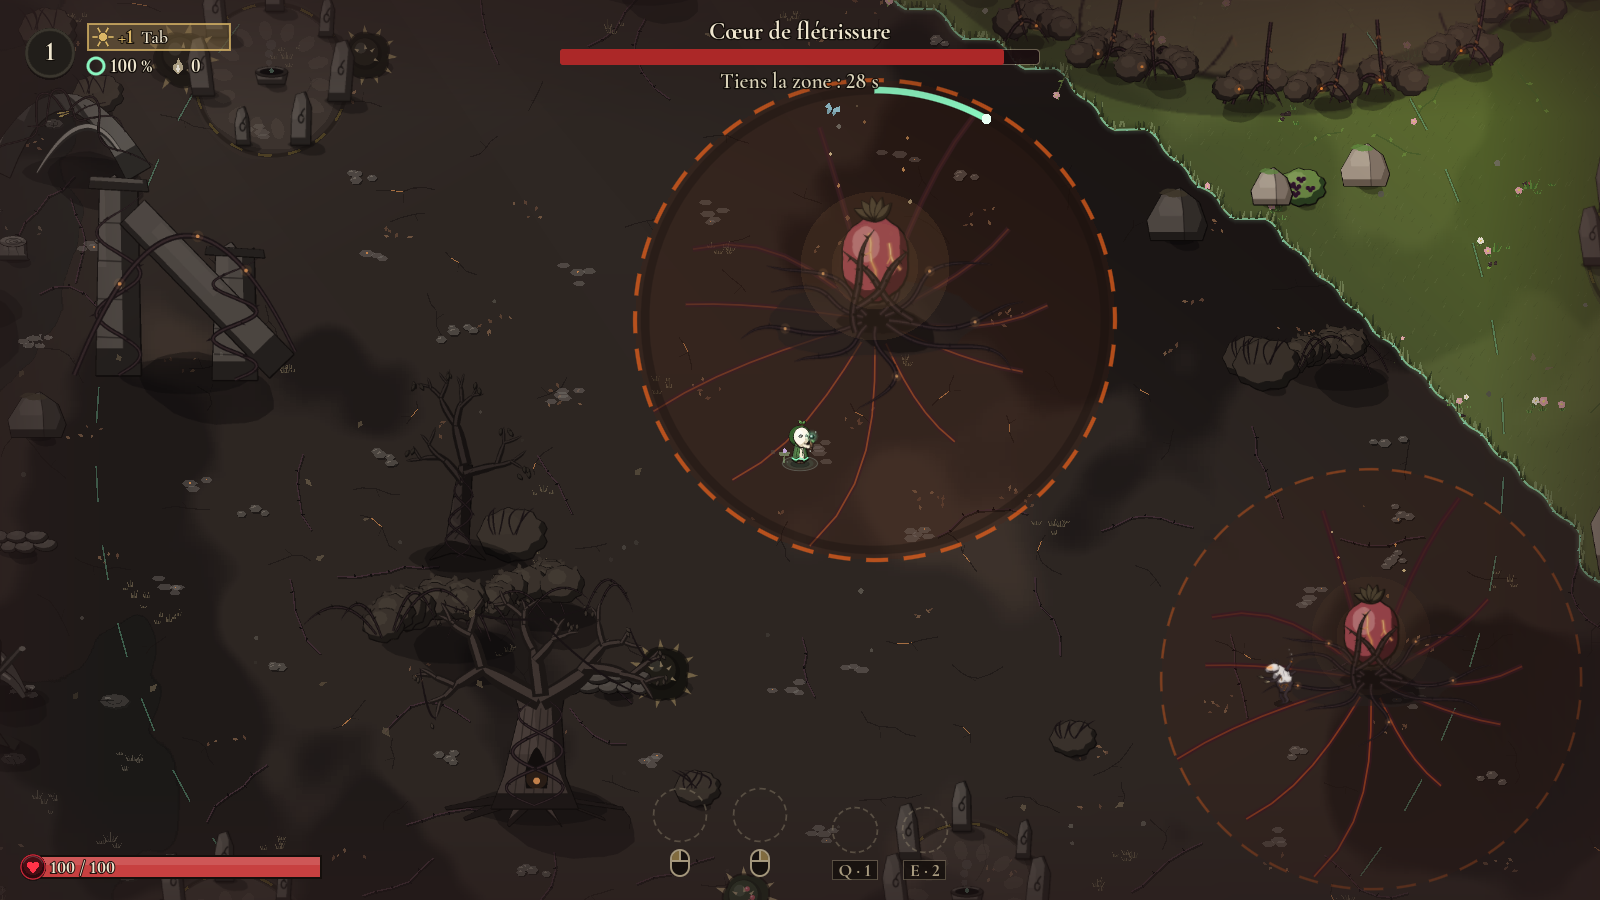 1
+1 Tab
100 %
0
Cœur de flétrissure
Tiens la zone : 28 s
100 / 100
Q · 1
E · 2